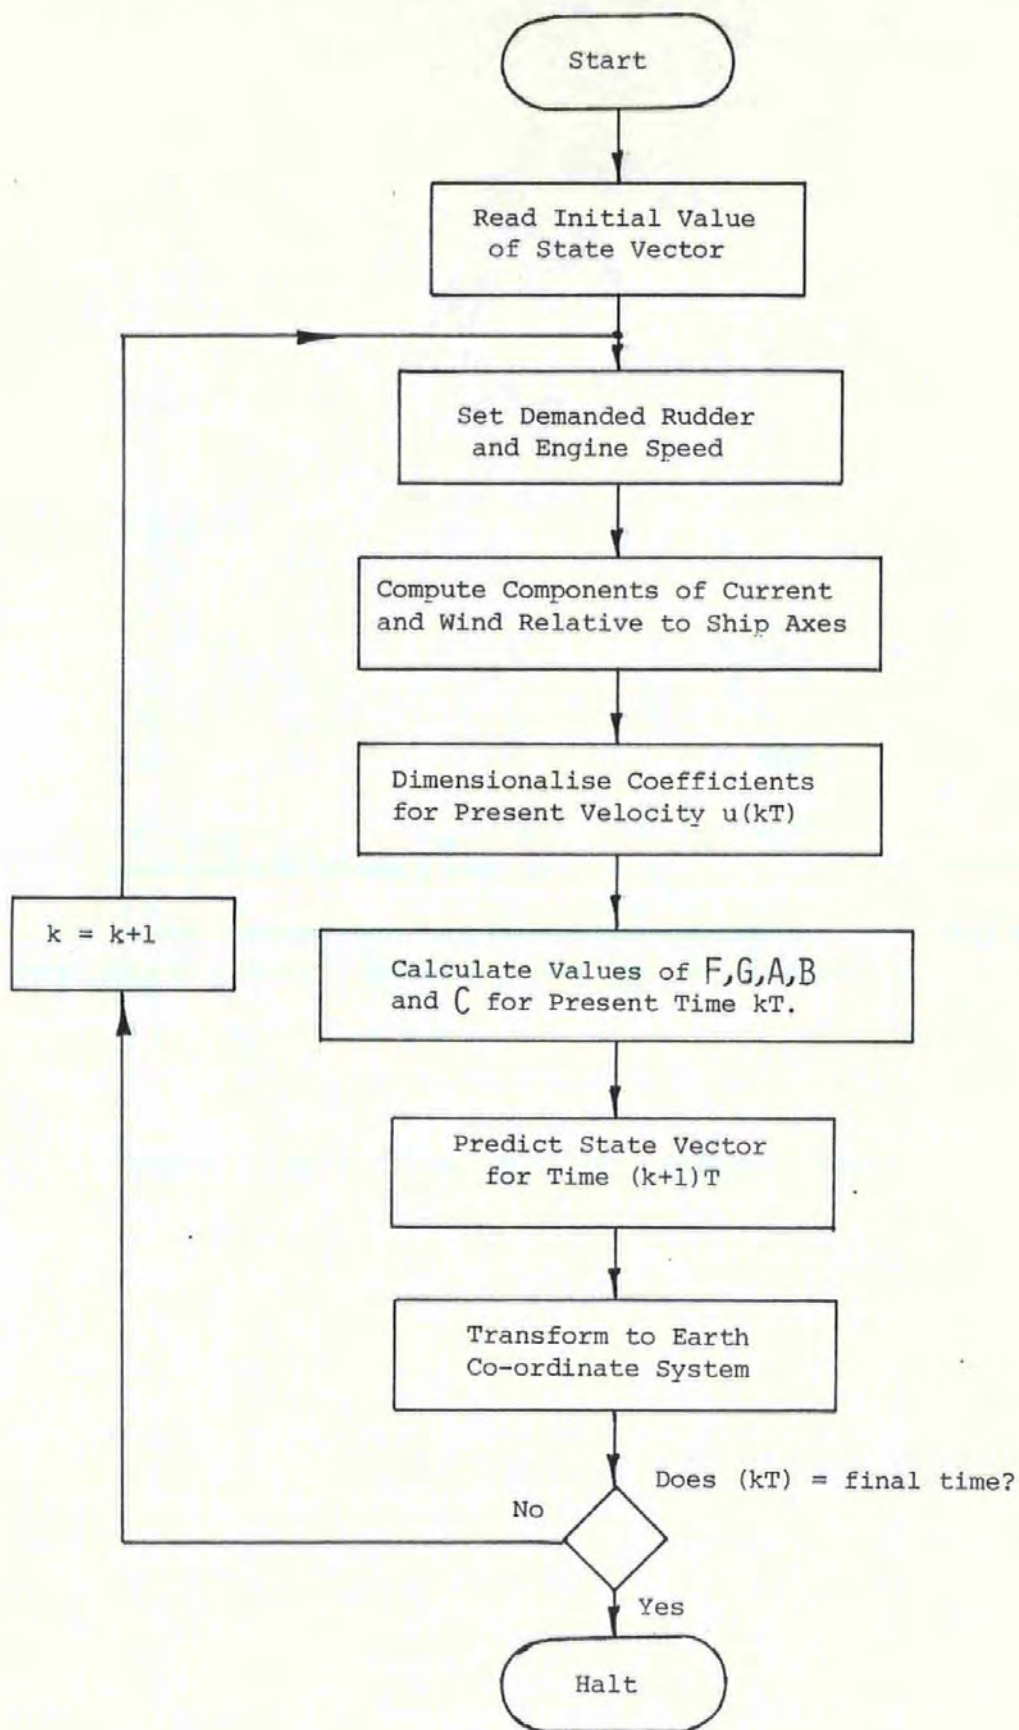 Start
Read Initial Value
of State Vector
Set Demanded Rudder
and Engine Speed
Compute Components of Current
and Wind Relative to Ship Axes
Dimensionalise Coefficients
for Present Velocity u(kT)
k = k+1
Calculate Values of F,G,A,B
and C for Present Time kT.
Predict State Vector
for Time (k+1)T
Transform to Earth
Co-ordinate System
Does (kT) = final time?
No
Yes
Halt